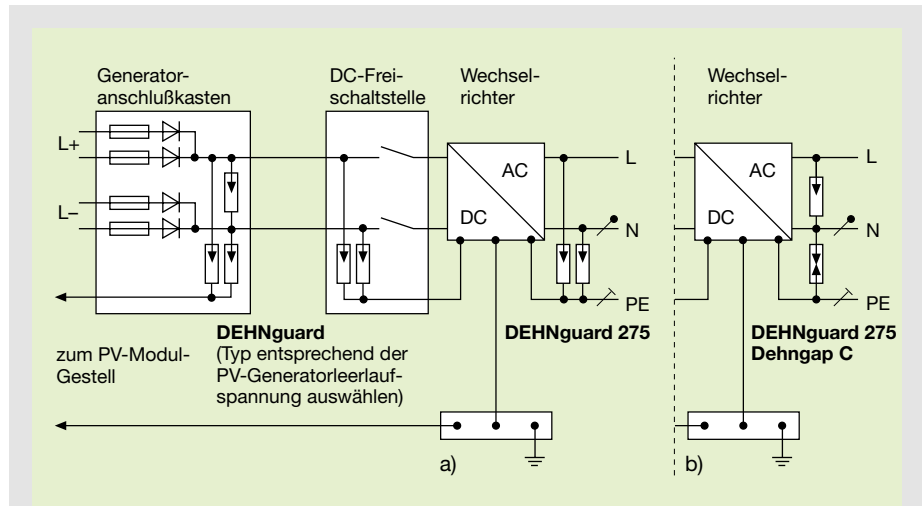 Generator-
anschlußkasten
DC-Frei-
schaltstelle
Wechsel-
richter
Wechsel-
richter
L+
L–
AC
DC
L
N
PE
AC
DC
L
N
PE
zum PV-Modul-
Gestell
DEHNguard
(Typ entsprechend der
PV-Generatorleerlauf-
spannung auswählen)
DEHNguard 275
DEHNguard 275
Dehngap C
a)
b)